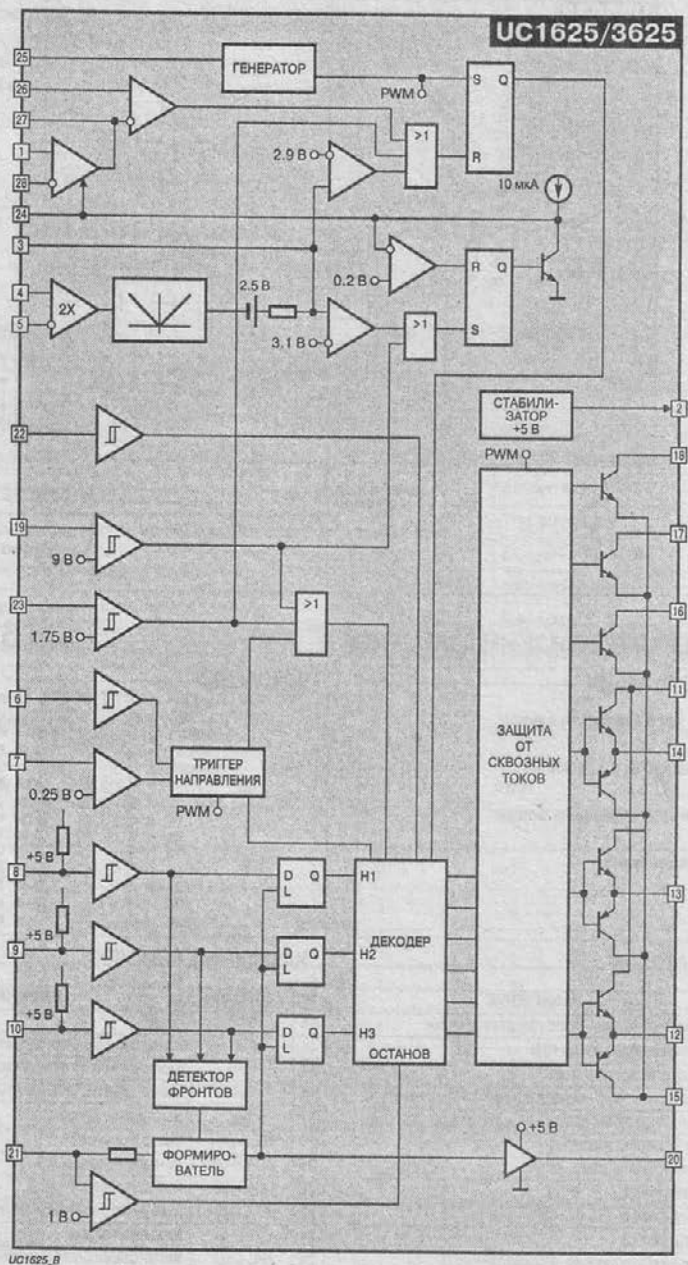 UC1625/3625
25
ГЕНЕРАТОР
S Q
26
PWM
27
>1
2.9 В
R
1
10 мкА
28
24
3
R Q
0.2 В
4
2.5 В
2X
>1
S
5
3.1 В
СТАБИЛИ-
ЗАТОР
+5 В
2
22
PWM
18
19
17
9 В
23
>1
16
1.75 В
6
11
ЗАЩИТА
ОТ
СКВОЗНЫХ
ТОКОВ
14
7
ТРИГГЕР
НАПРАВЛЕНИЯ
0.25 В
PWM
+5 В
8
D Q
L
H1
13
ДЕКОДЕР
+5 В
9
D Q
L
H2
+5 В
10
D Q
L
H3
12
ОСТАНОВ
ДЕТЕКТОР
ФРОНТОВ
15
+5 В
21
ФОРМИРО-
ВАТЕЛЬ
20
1 В
UC1625_B